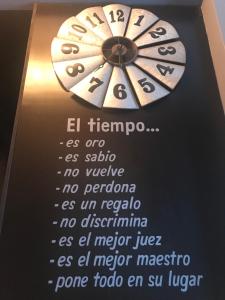 12
1
2
3
4
5
6
7
8
9
10
11
El tiempo...
- es oro
- es sabio
- no vuelve
- no perdona
- es un regalo
- no discrimina
- es el mejor juez
- es el mejor maestro
- pone todo en su lugar